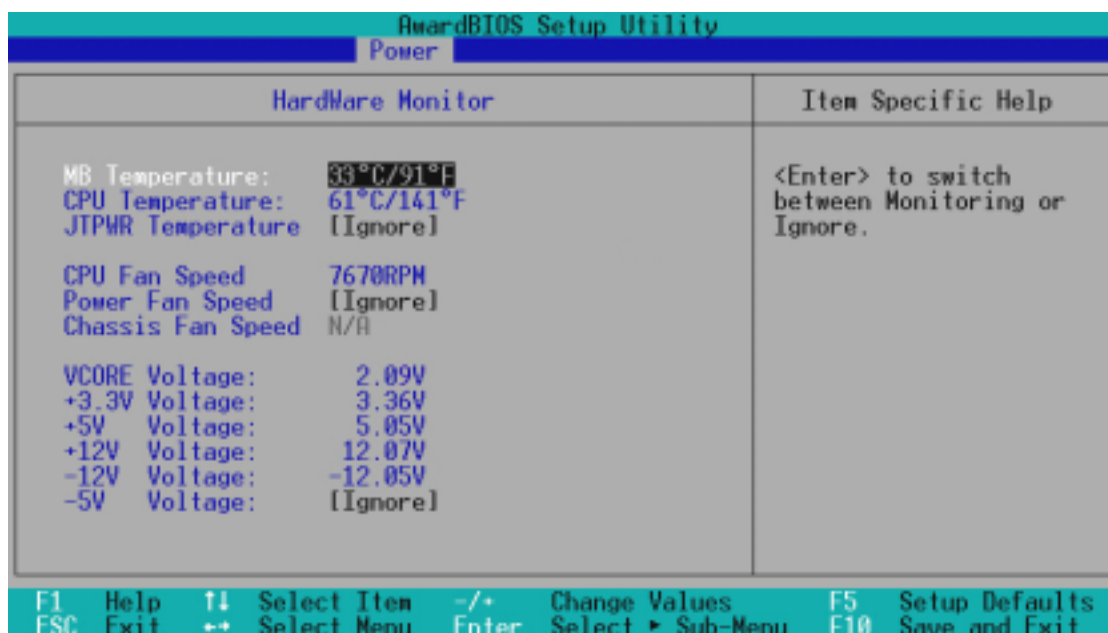 AwardBIOS Setup Utility
Power
HardWare Monitor
Item Specific Help
MB Temperature: 33°C/91°F
CPU Temperature: 61°C/141°F
JTPWR Temperature [Ignore]
CPU Fan Speed 7670RPM
Power Fan Speed [Ignore]
Chassis Fan Speed N/A
VCORE Voltage: 2.09V
+3.3V Voltage: 3.36V
+5V Voltage: 5.05V
+12V Voltage: 12.07V
-12V Voltage: -12.05V
-5V Voltage: [Ignore]
<Enter> to switch
between Monitoring or
Ignore.
F1 Help ↑↓ Select Item -/+ Change Values F5 Setup Defaults
ESC Exit ←→ Select Menu Enter Select ► Sub-Menu F10 Save and Exit